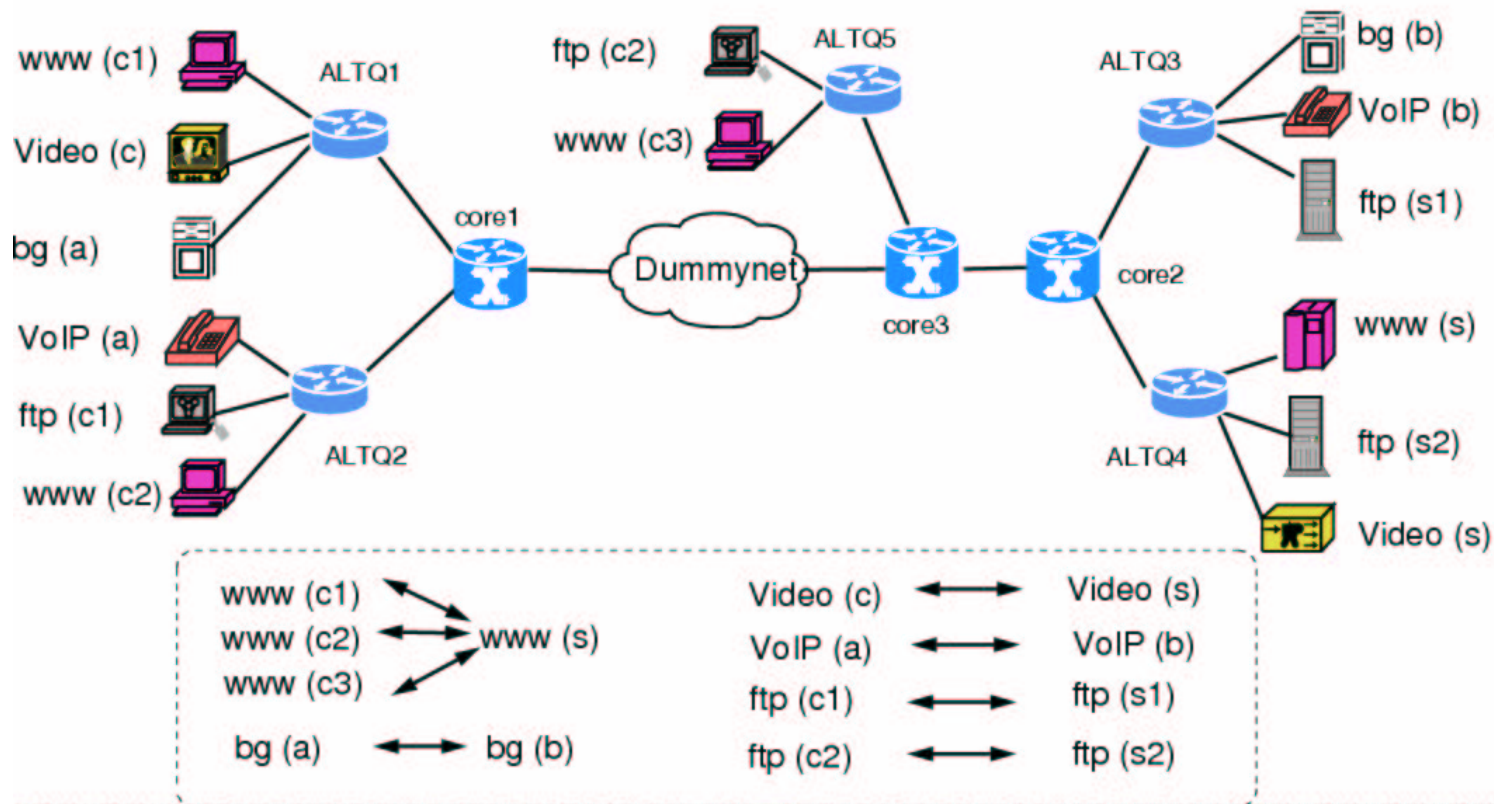 www (c1)
ALTQ1
Video (c)
bg (a)
VoIP (a)
ftp (c1)
ALTQ2
www (c2)
core1
Dummynet
ftp (c2)
ALTQ5
www (c3)
core3
core2
ALTQ3
bg (b)
VoIP (b)
ftp (s1)
www (s)
ALTQ4
ftp (s2)
Video (s)
www (c1)
www (c2) www (s)
www (c3)
bg (a) bg (b)
Video (c) Video (s)
VoIP (a) VoIP (b)
ftp (c1) ftp (s1)
ftp (c2) ftp (s2)